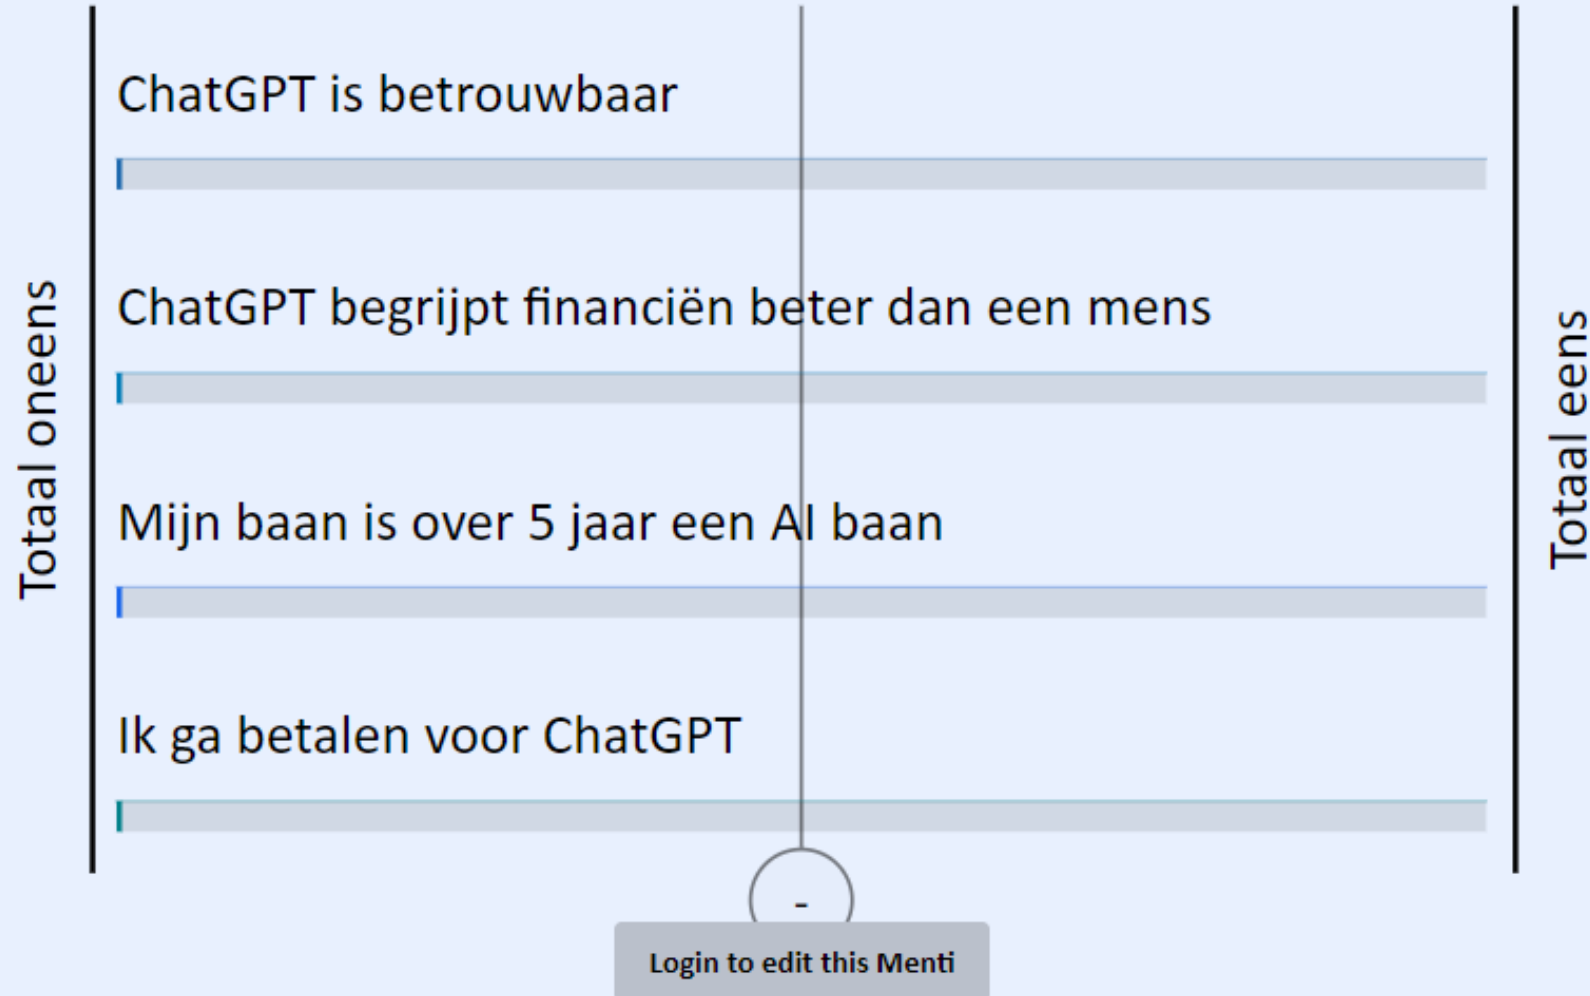 ChatGPT is betrouwbaar
ChatGPT begrijpt financiën beter dan een mens
Mijn baan is over 5 jaar een AI baan
Ik ga betalen voor ChatGPT
Totaal oneens
Totaal eens
-
Login to edit this Menti